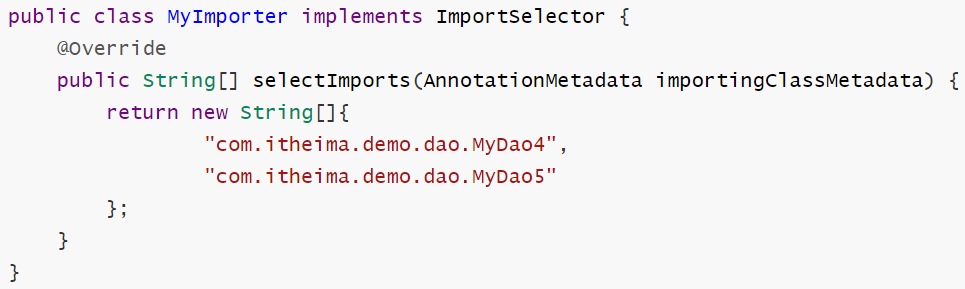 public class MyImporter implements ImportSelector {
    @Override
    public String[] selectImports(AnnotationMetadata importingClassMetadata) {
        return new String[]{
                "com.itheima.demo.dao.MyDao4",
                "com.itheima.demo.dao.MyDao5"
        };
    }
}